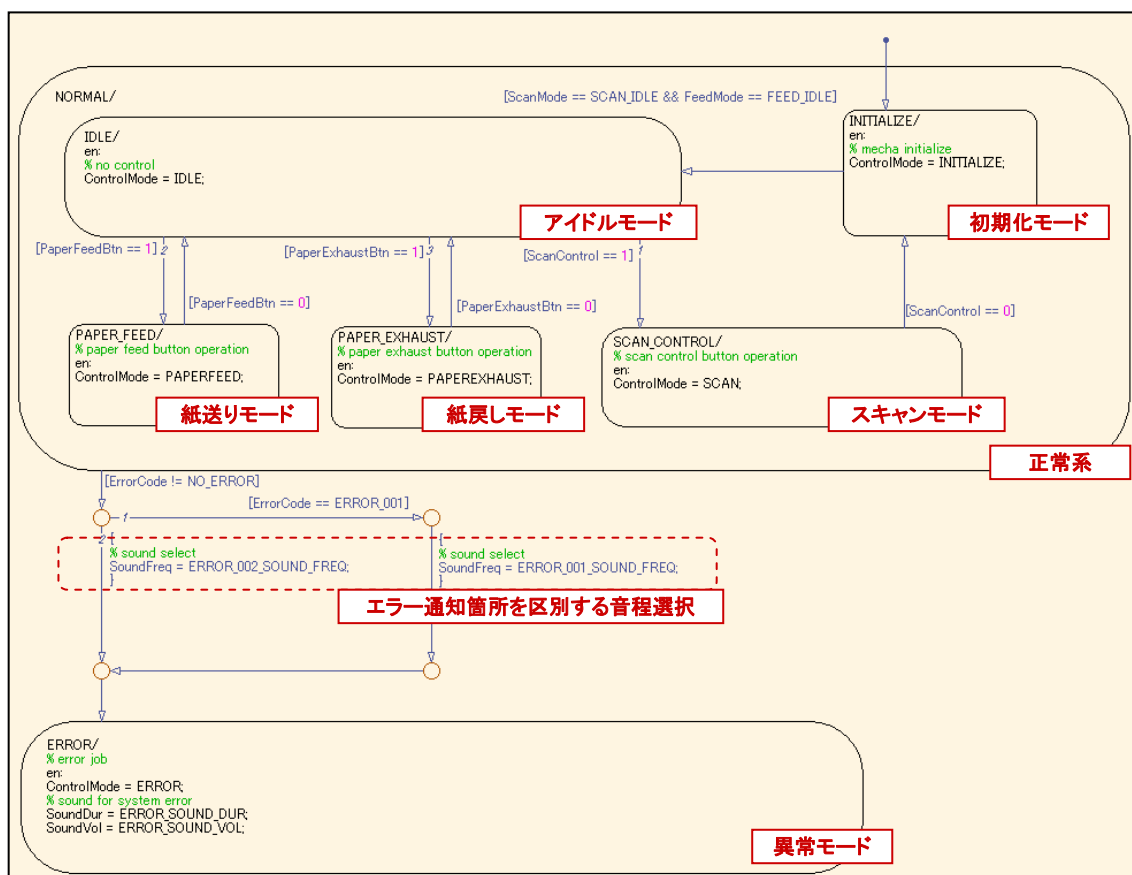 NORMAL/
[ScanMode == SCAN_IDLE && FeedMode == FEED_IDLE]
IDLE/
en:
% no control
ControlMode = IDLE;
アイドルモード
INITIALIZE/
en:
% mecha initialize
ControlMode = INITIALIZE;
初期化モード
[PaperFeedBtn == 1]
2
[PaperFeedBtn == 0]
[PaperExhaustBtn == 1]
3
[PaperExhaustBtn == 0]
[ScanControl == 1]
1
[ScanControl == 0]
PAPER_FEED/
% paper feed button operation
en:
ControlMode = PAPERFEED;
紙送りモード
PAPER_EXHAUST/
% paper exhaust button operation
en:
ControlMode = PAPEREXHAUST;
紙戻しモード
SCAN_CONTROL/
% scan control button operation
en:
ControlMode = SCAN;
スキャンモード
正常系
[ErrorCode != NO_ERROR]
[ErrorCode == ERROR_001]
1
2
{
% sound select
SoundFreq = ERROR_002_SOUND_FREQ;
}
{
% sound select
SoundFreq = ERROR_001_SOUND_FREQ;
}
エラー通知箇所を区別する音程選択
ERROR/
% error job
en:
ControlMode = ERROR;
% sound for system error
SoundDur = ERROR_SOUND_DUR;
SoundVol = ERROR_SOUND_VOL;
異常モード